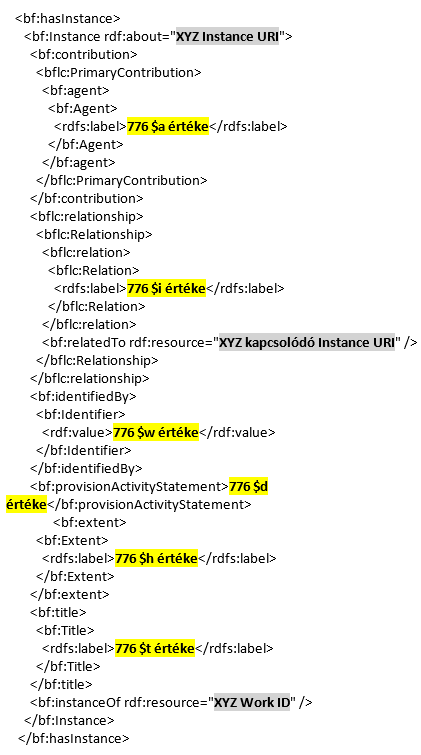 <bf:hasInstance>
<bf:Instance rdf:about="XYZ Instance URI">
<bf:contribution>
<bflc:PrimaryContribution>
<bf:agent>
<bf:Agent>
<rdfs:label>776 $a értéke</rdfs:label>
</bf:Agent>
</bf:agent>
</bflc:PrimaryContribution>
</bf:contribution>
<bflc:relationship>
<bflc:Relationship>
<bflc:relation>
<bflc:Relation>
<rdfs:label>776 $i értéke</rdfs:label>
</bflc:Relation>
</bflc:relation>
<bf:relatedTo rdf:resource="XYZ kapcsolódó Instance URI" />
</bflc:Relationship>
</bflc:relationship>
<bf:identifiedBy>
<bf:Identifier>
<rdf:value>776 $w értéke</rdf:value>
</bf:Identifier>
</bf:identifiedBy>
<bf:provisionActivityStatement>776 $d
értéke</bf:provisionActivityStatement>
<bf:extent>
<bf:Extent>
<rdfs:label>776 $h értéke</rdfs:label>
</bf:Extent>
</bf:extent>
<bf:title>
<bf:Title>
<rdfs:label>776 $t értéke</rdfs:label>
</bf:Title>
</bf:title>
<bf:instanceOf rdf:resource="XYZ Work ID" />
</bf:Instance>
</bf:hasInstance>